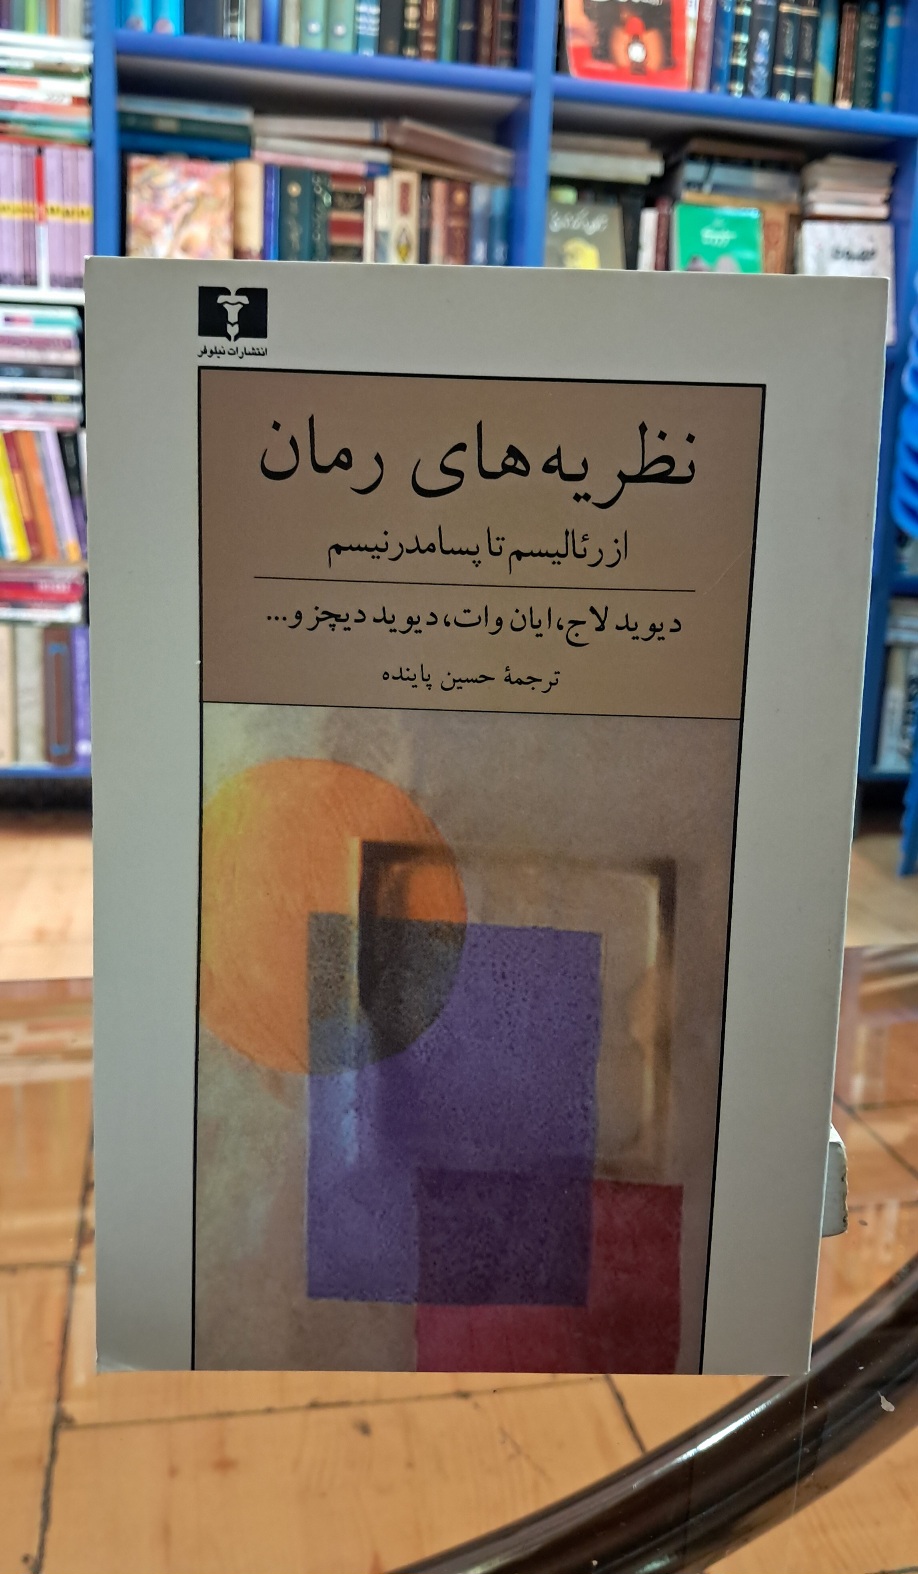 انتشارات نیلوفر
نظریه‌های رمان
از رئالیسم تا پسامدرنیسم
دیوید لاج، ایان وات، دیوید دیچز و...
ترجمهٔ حسین پاینده